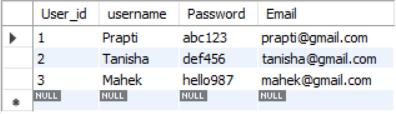 User_id username Password Email
1 Prapti abc123 prapti@gmail.com
2 Tanisha def456 tanisha@gmail.com
3 Mahek hello987 mahek@gmail.com
NULL NULL NULL NULL